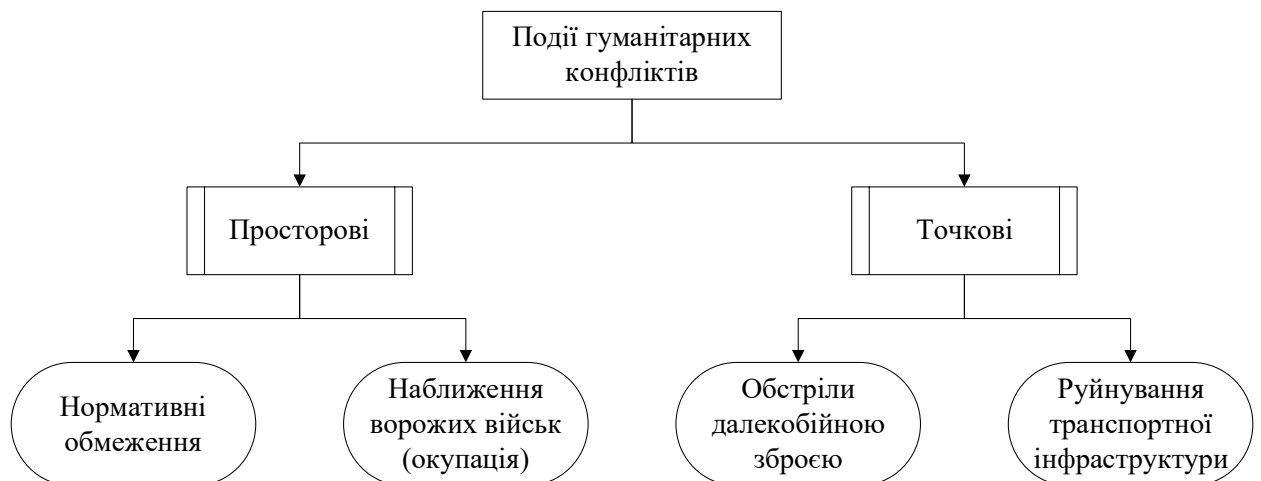 Події гуманітарних
конфліктів
Просторові
Точкові
Нормативні
обмеження
Наближення
ворожих військ
(окупація)
Обстріли
далекобійною
зброєю
Руйнування
транспортної
інфраструктури